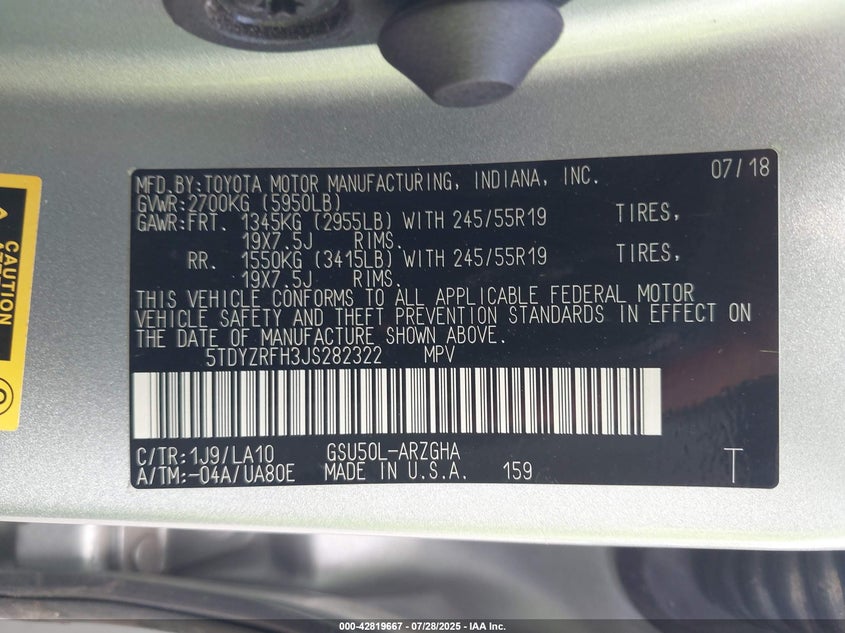 MFD.BY:TOYOTA MOTOR MANUFACTURING, INDIANA, INC. 07/18
GVWR:2700KG (5950LB)
GAWR:FRT. 1345KG (2955LB) WITH 245/55R19 TIRES,
19X7.5J RIMS.
RR. 1550KG (3415LB) WITH 245/55R19 TIRES,
19X7.5J RIMS.
THIS VEHICLE CONFORMS TO ALL APPLICABLE FEDERAL MOTOR
VEHICLE SAFETY AND THEFT PREVENTION STANDARDS IN EFFECT ON
THE DATE OF MANUFACTURE SHOWN ABOVE.
5TDYZRFH3JS282322 MPV
C/TR:1J9/LA10 GSU50L-ARZGHA
A/TM:-04A/UA80E MADE IN U.S.A. 159 T
CAUTION
000-42819667 - 07/28/2025 - IAA Inc.